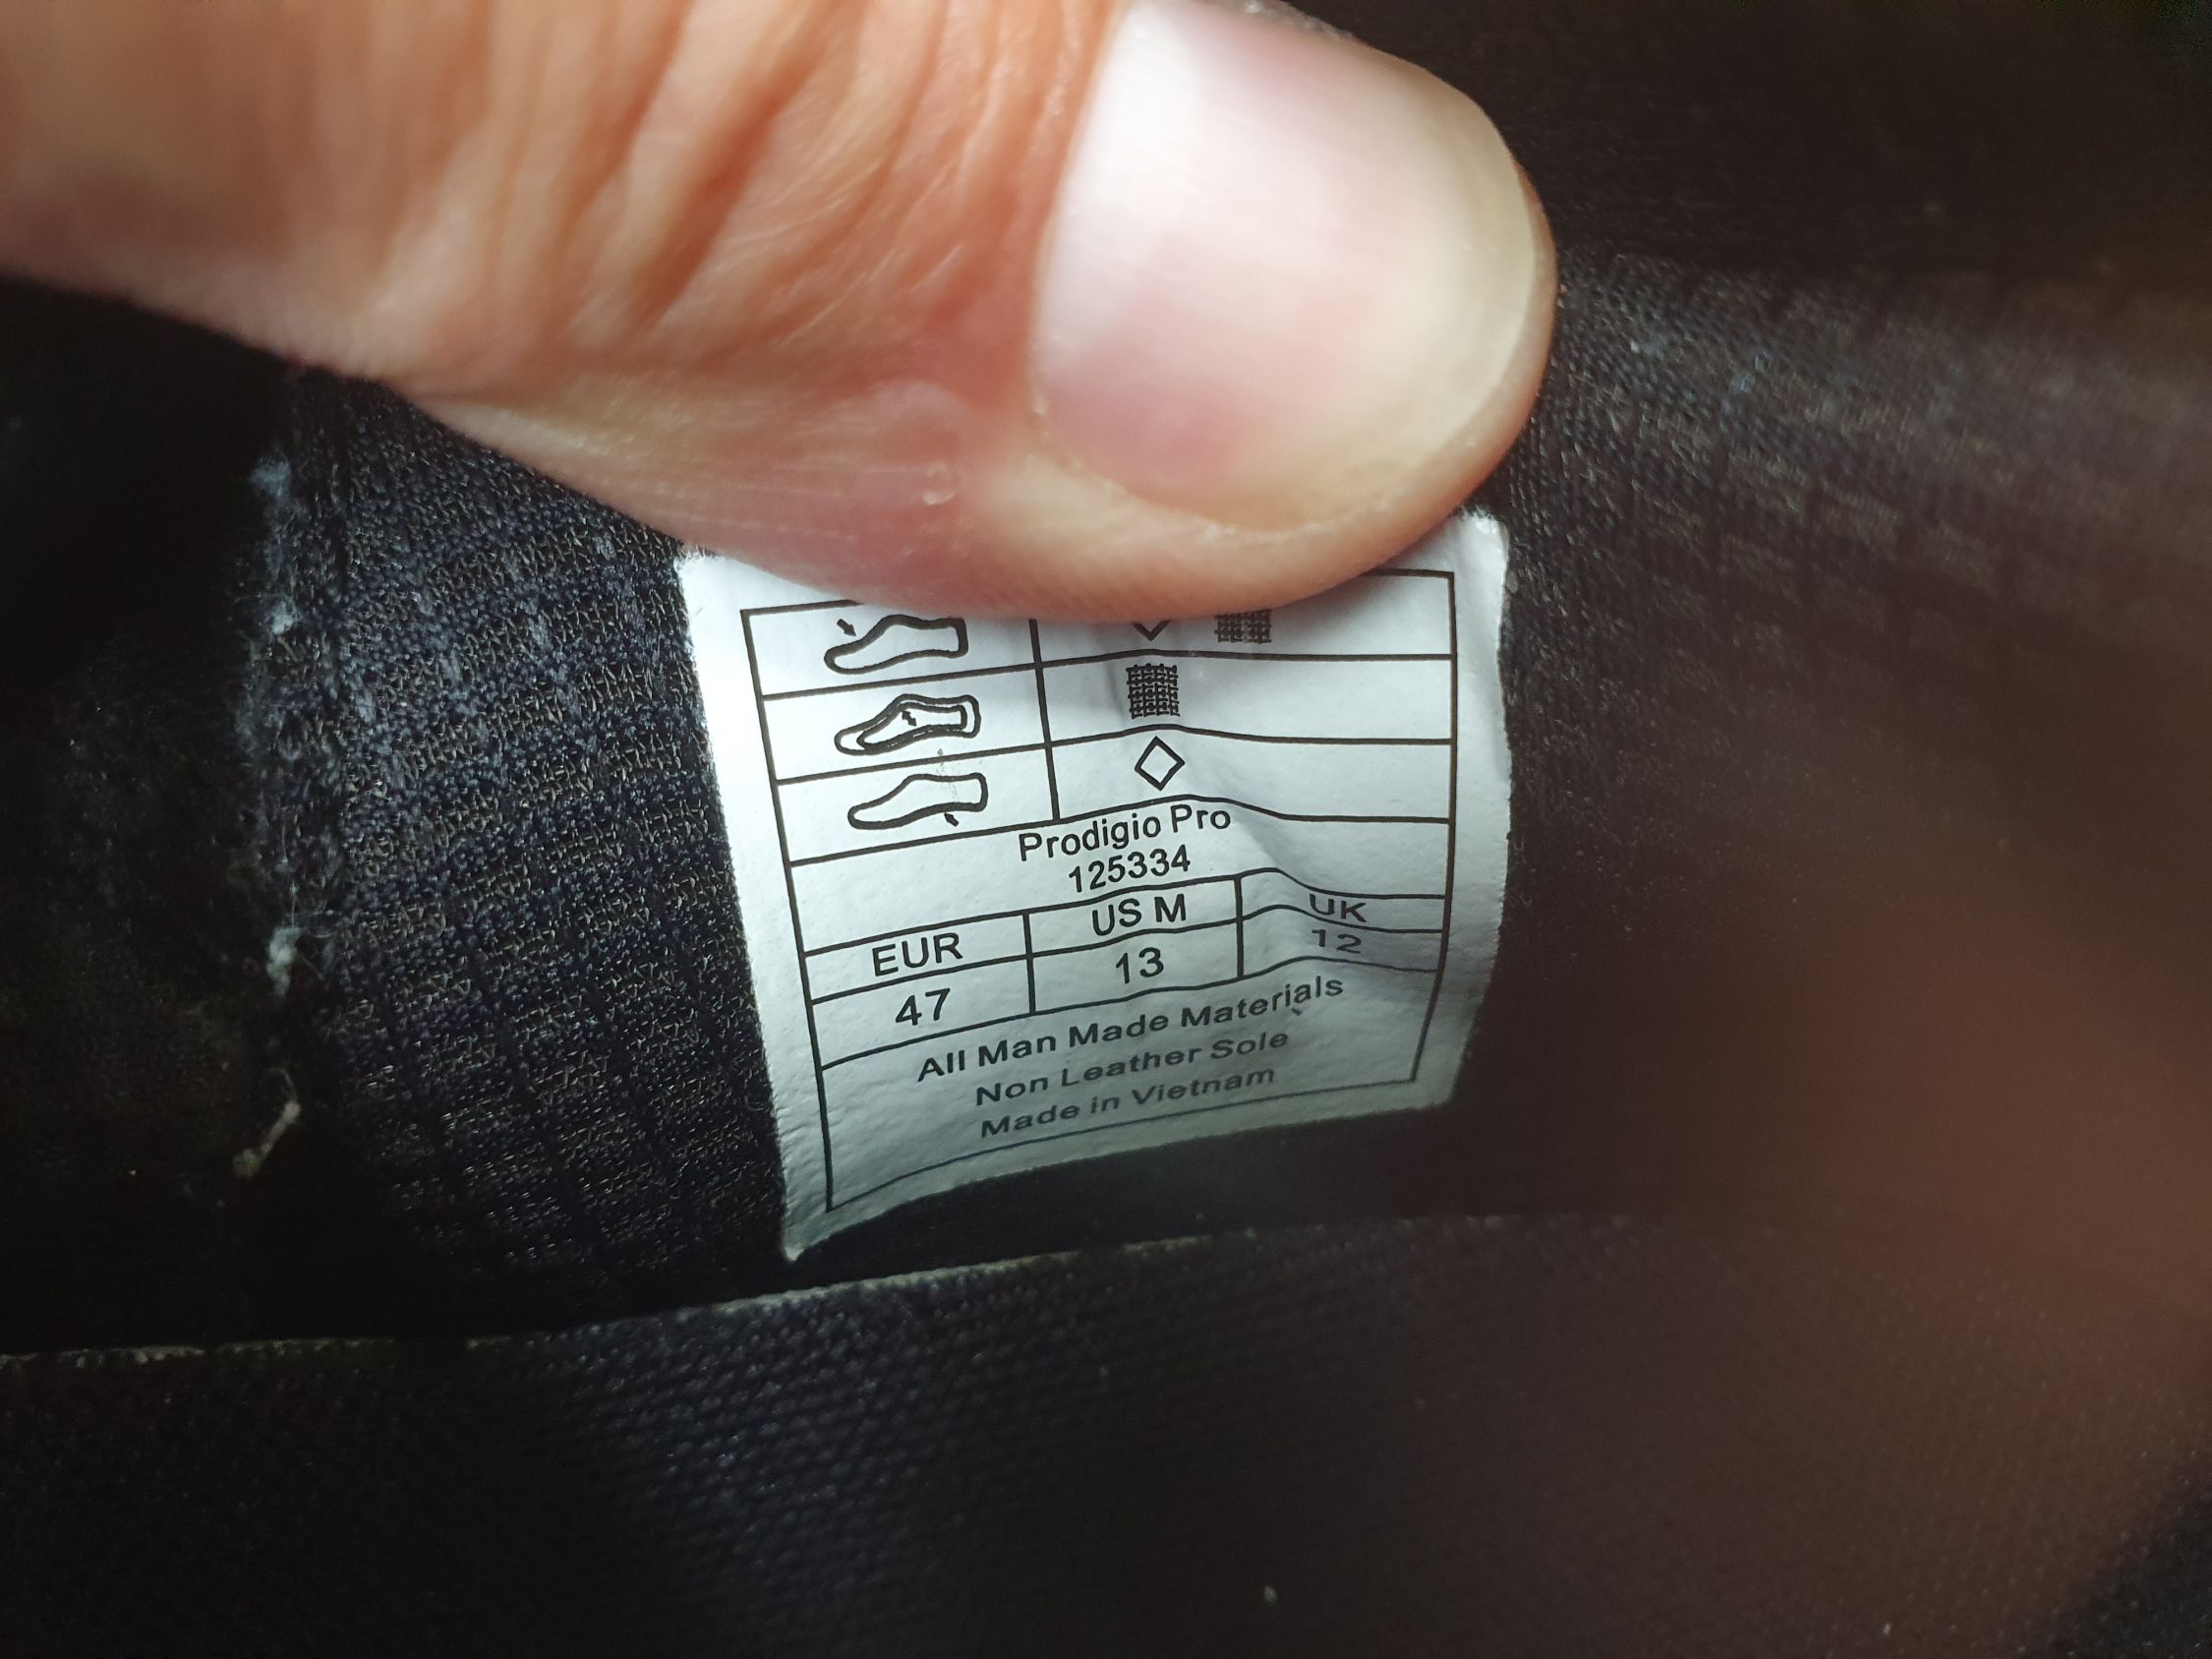 Prodigio Pro
125334
EUR US M UK
47 13 12
All Man Made Materials
Non Leather Sole
Made in Vietnam